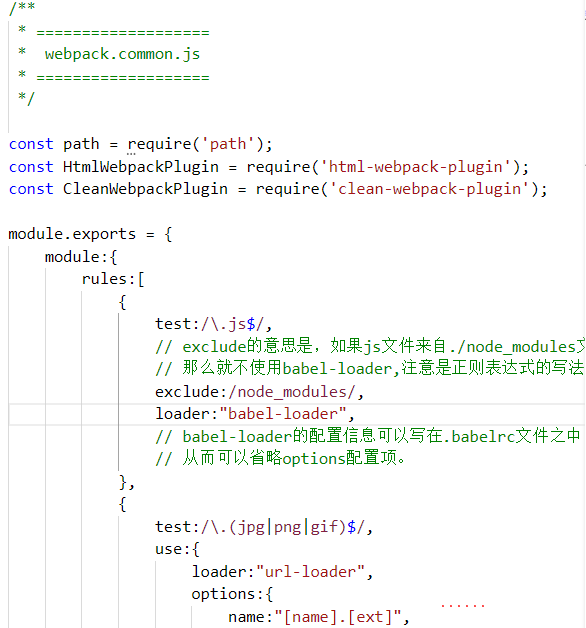 /**
 * ===================
 *  webpack.common.js
 * ===================
 */
const path = require('path');
const HtmlWebpackPlugin = require('html-webpack-plugin');
const CleanWebpackPlugin = require('clean-webpack-plugin');
module.exports = {
    module:{
        rules:[
            {
                test:/\.js$/,
                // exclude的意思是，如果js文件来自./node_modules文
                // 那么就不使用babel-loader,注意是正则表达式的写法
                exclude:/node_modules/,
                loader:"babel-loader",
                // babel-loader的配置信息可以写在.babelrc文件之中
                // 从而可以省略options配置项。
            },
            {
                test:/\.(jpg|png|gif)$/,
                use:{
                    loader:"url-loader",
                    options:{
                        name:"[name].[ext]", ......